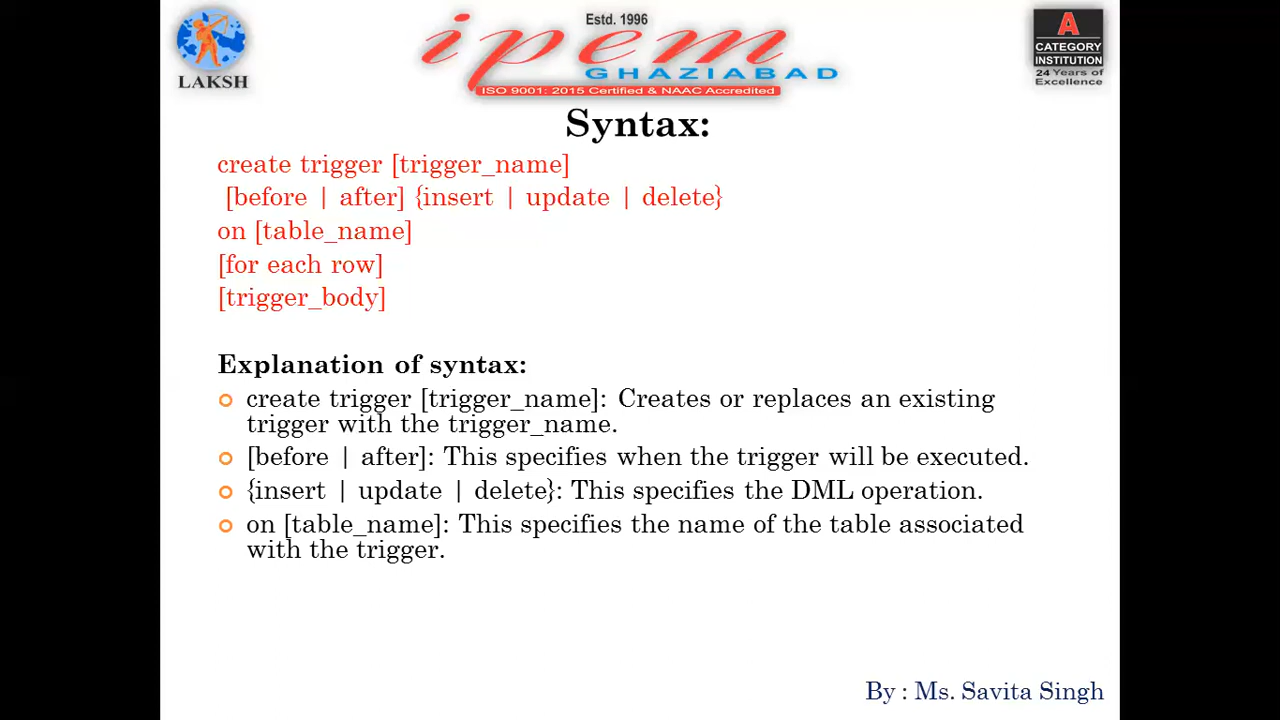 Estd. 1996
ipem
GHAZIABAD
ISO 9001: 2015 Certified & NAAC Accredited
LAKSH
A
CATEGORY
INSTITUTION
24 Years of
Excellence
Syntax:
create trigger [trigger_name]
[before | after] {insert | update | delete}
on [table_name]
[for each row]
[trigger_body]
Explanation of syntax:
create trigger [trigger_name]: Creates or replaces an existing
trigger with the trigger_name.
[before | after]: This specifies when the trigger will be executed.
{insert | update | delete}: This specifies the DML operation.
on [table_name]: This specifies the name of the table associated
with the trigger.
By : Ms. Savita Singh